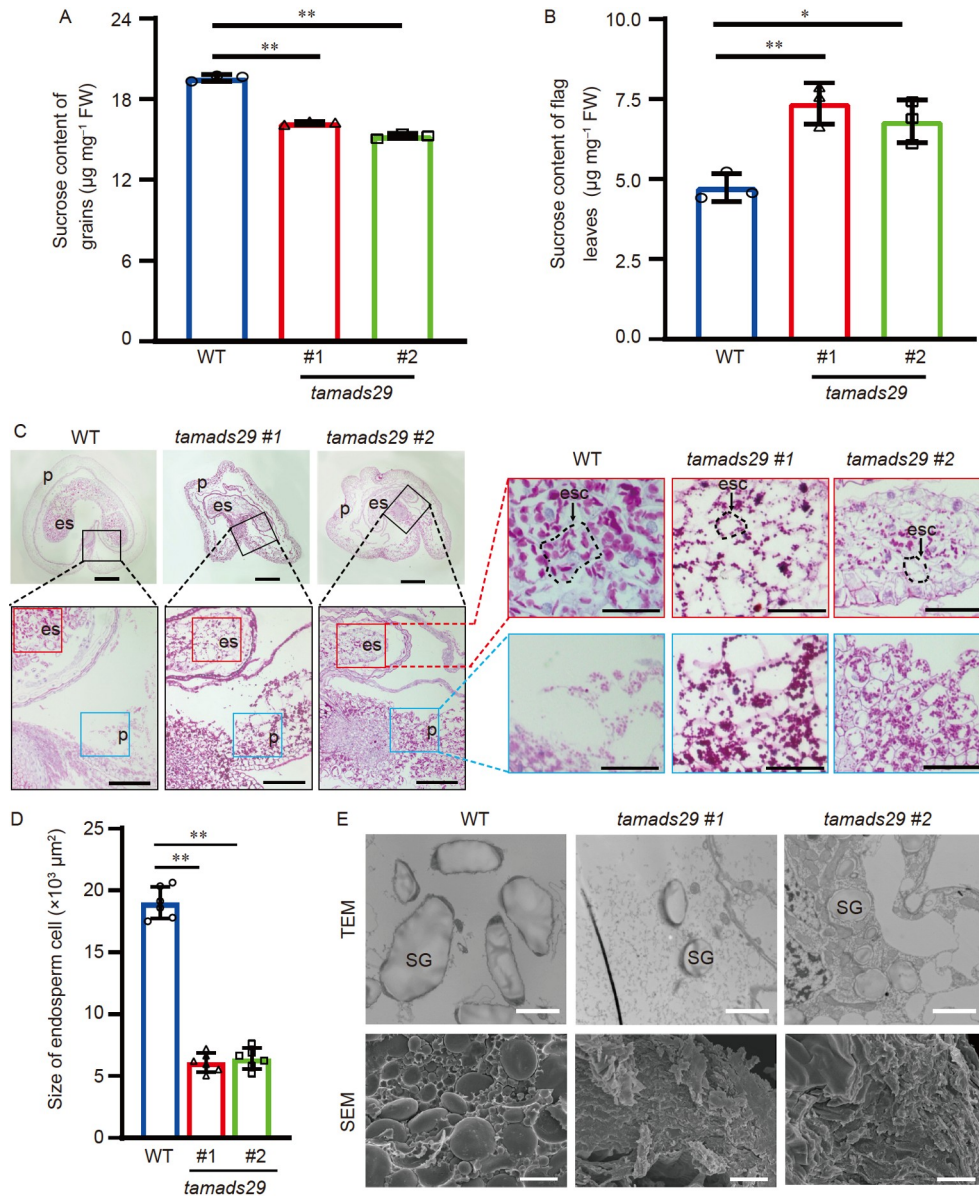 A
Sucrose content of
grains (µg mg⁻¹ FW)
24
18
12
6
0
**
**
WT
#1
#2
tamads29
B
Sucrose content of flag
leaves (µg mg⁻¹ FW)
10.0
7.5
5.0
2.5
0.0
*
**
WT
#1
#2
tamads29
C
WT
tamads29 #1
tamads29 #2
p
es
p
es
p
es
es
p
es
p
es
p
WT
tamads29 #1
tamads29 #2
esc
esc
esc
D
Size of endosperm cell (×10³ µm²)
25
20
15
10
5
0
**
**
WT
#1
#2
tamads29
E
WT
tamads29 #1
tamads29 #2
TEM
SG
SG
SG
SEM